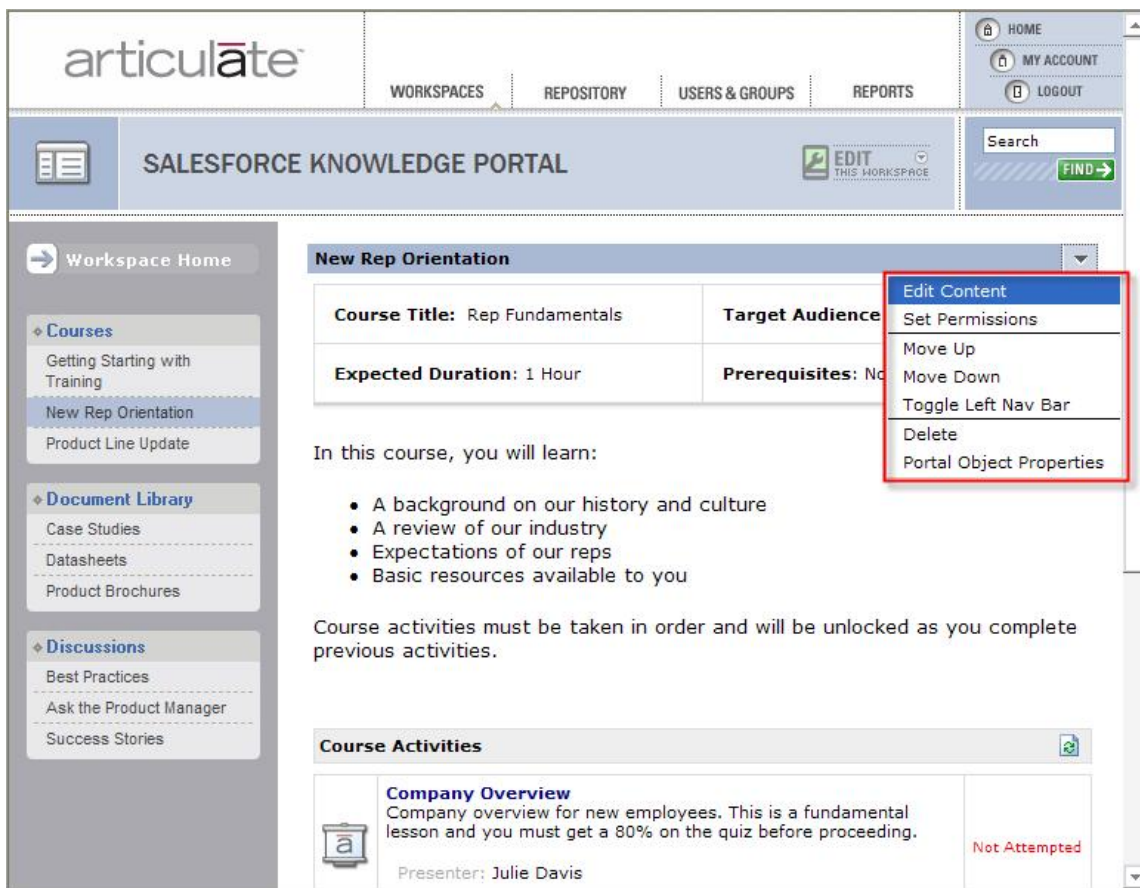 articulate
HOME
MY ACCOUNT
LOGOUT
WORKSPACES
REPOSITORY
USERS & GROUPS
REPORTS
SALESFORCE KNOWLEDGE PORTAL
EDIT
THIS WORKSPACE
Search
FIND
Workspace Home
Courses
Getting Starting with
Training
New Rep Orientation
Product Line Update
Document Library
Case Studies
Datasheets
Product Brochures
Discussions
Best Practices
Ask the Product Manager
Success Stories
New Rep Orientation
Course Title: Rep Fundamentals
Target Audience
Expected Duration: 1 Hour
Prerequisites:
Edit Content
Set Permissions
Move Up
Move Down
Toggle Left Nav Bar
Delete
Portal Object Properties
In this course, you will learn:
• A background on our history and culture
• A review of our industry
• Expectations of our reps
• Basic resources available to you
Course activities must be taken in order and will be unlocked as you complete
previous activities.
Course Activities
Company Overview
Company overview for new employees. This is a fundamental
lesson and you must get a 80% on the quiz before proceeding.
Presenter: Julie Davis
Not Attempted